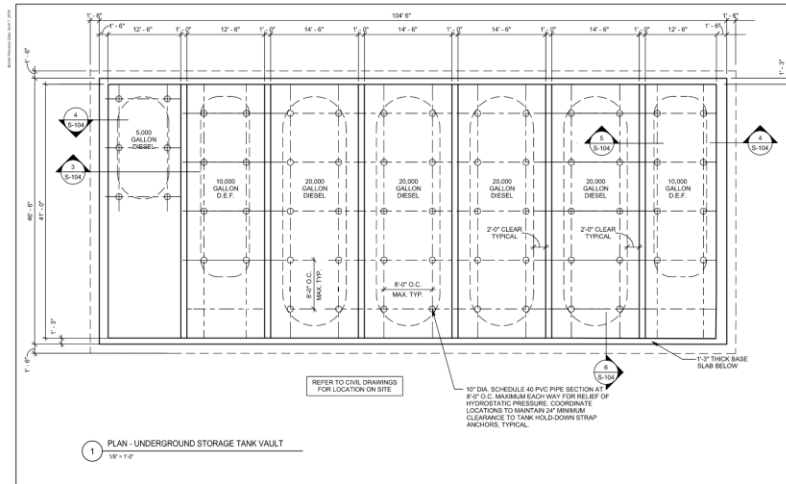 104' 6"
1' - 6"
1' - 6"
1' - 6"
12' - 6"
1' - 0"
12' - 6"
1' - 0"
14' - 6"
1' - 0"
14' - 6"
1' - 0"
14' - 6"
1' - 0"
14' - 6"
1' - 0"
12' - 6"
1' - 6"
1' - 6"
1' - 3"
4
S-104
5,000
GALLON
DIESEL
5
S-104
4
S-104
3
S-104
10,000
GALLON
D.E.F.
20,000
GALLON
DIESEL
20,000
GALLON
DIESEL
20,000
GALLON
DIESEL
20,000
GALLON
DIESEL
10,000
GALLON
D.E.F.
46' - 6"
41' - 0"
2'-0" CLEAR
TYPICAL
2'-0" CLEAR
TYPICAL
8'-0" O.C.
MAX. TYP.
8'-0" O.C.
MAX. TYP.
1' - 3"
1' - 6"
1'-3" THICK BASE
SLAB BELOW
6
S-104
REFER TO CIVIL DRAWINGS
FOR LOCATION ON SITE
10" DIA. SCHEDULE 40 PVC PIPE SECTION AT
8'-0" O.C. MAXIMUM EACH WAY FOR RELIEF OF
HYDROSTATIC PRESSURE. COORDINATE
LOCATIONS TO MAINTAIN 24" MINIMUM
CLEARANCE TO TANK HOLD-DOWN STRAP
ANCHORS, TYPICAL.
1
PLAN - UNDERGROUND STORAGE TANK VAULT
1/8" = 1'-0"